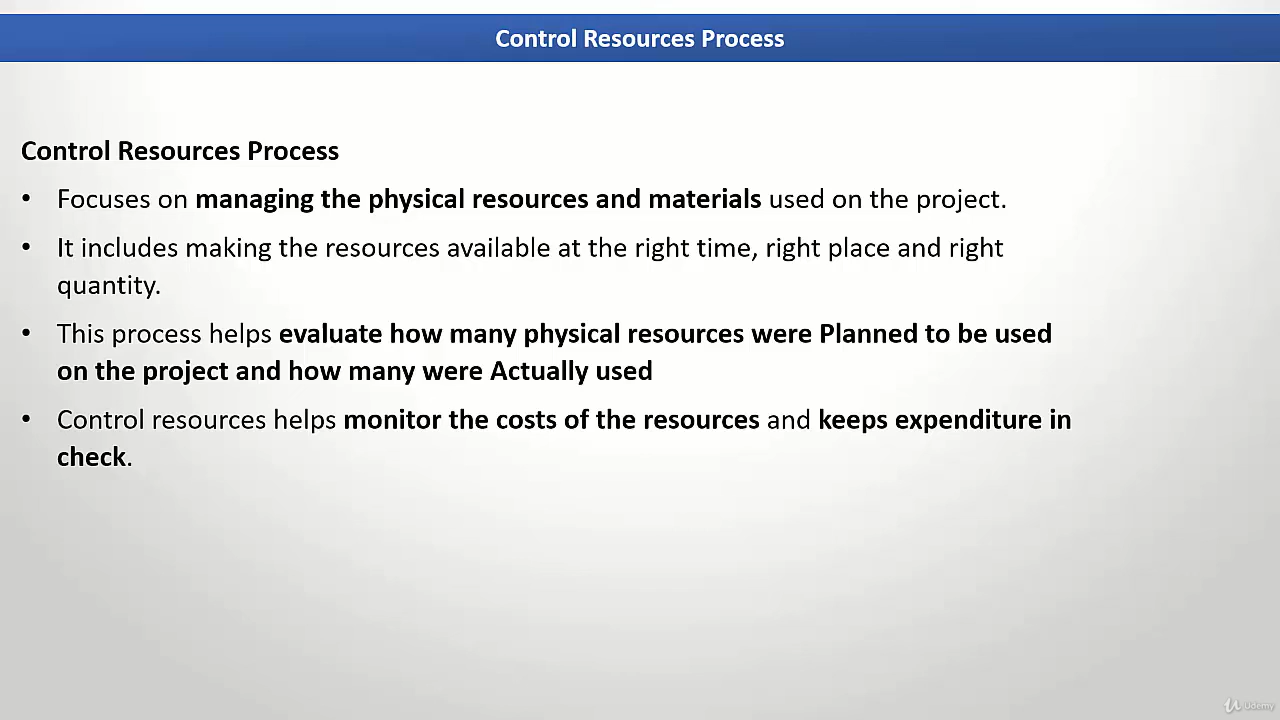 Control Resources Process
Control Resources Process
• Focuses on managing the physical resources and materials used on the project.
• It includes making the resources available at the right time, right place and right
quantity.
• This process helps evaluate how many physical resources were Planned to be used
on the project and how many were Actually used
• Control resources helps monitor the costs of the resources and keeps expenditure in
check.
Udemy